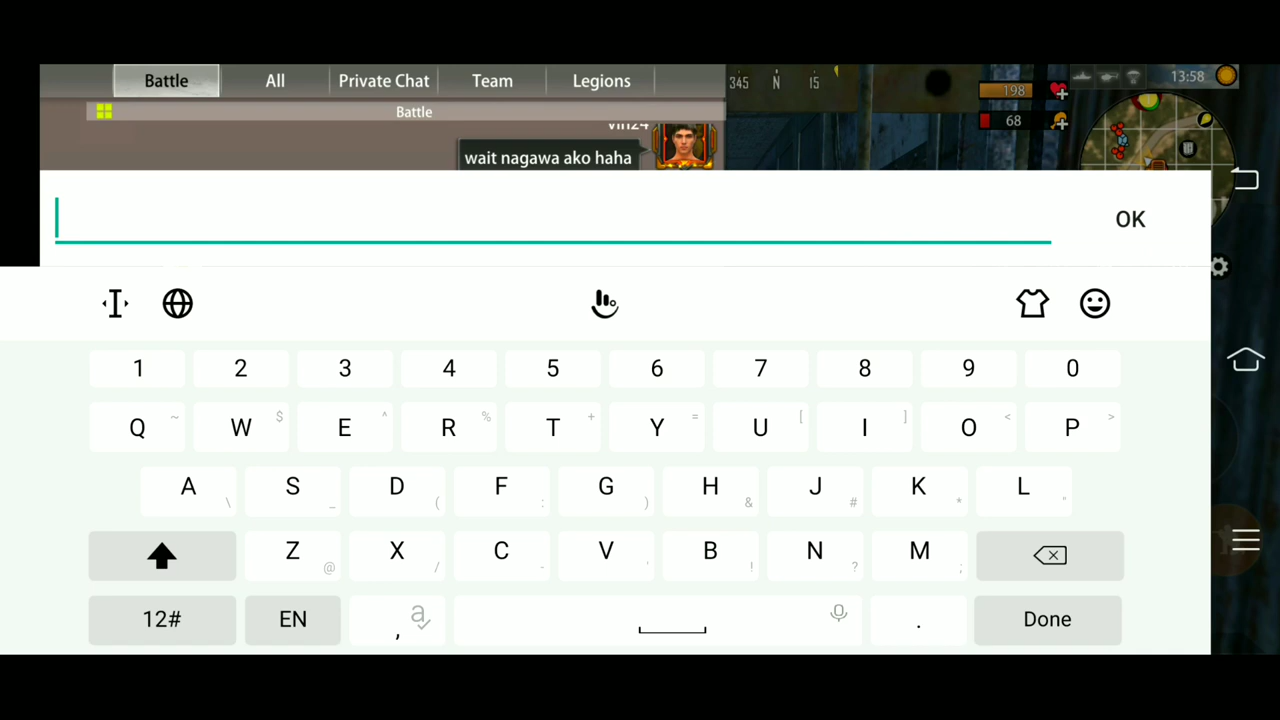 Battle All Private Chat Team Legions
Battle
345 N 15
198
13:58
68
wait nagawa ako haha
OK
1 2 3 4 5 6 7 8 9 0
Q ~ W $ E ^ R % T + Y = U [ I ] O < P >
A \ S _ D ( F : G ) H & J # K * L "
Z @ X / C - V ' B ! N ? M ;
12# EN , a . Done